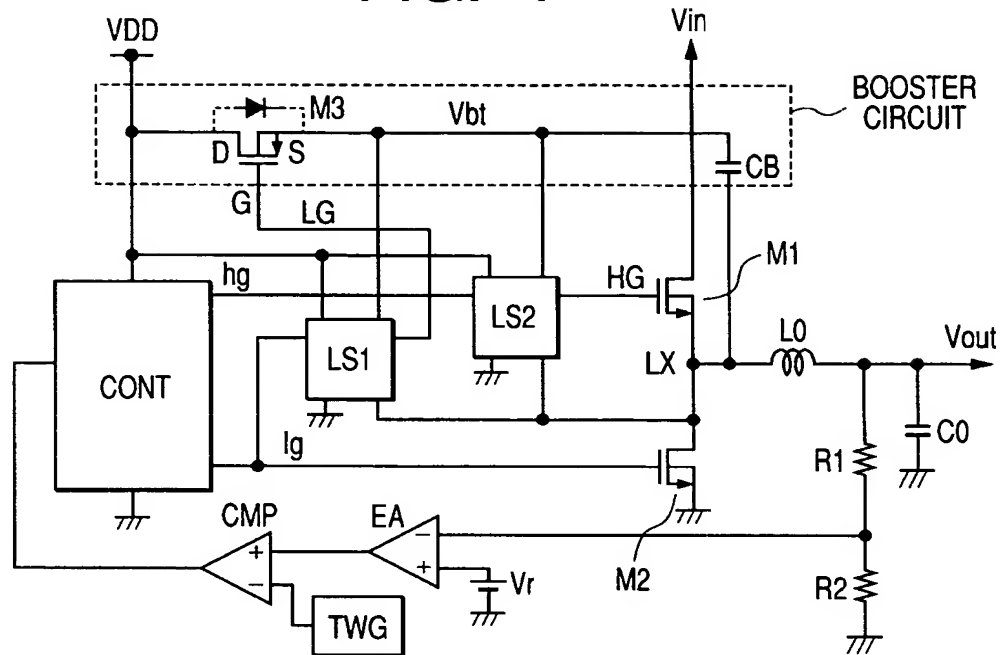 VDD
Vin
BOOSTER
CIRCUIT
M3
Vbt
D
S
CB
G
LG
hg
HG
M1
LS2
LS1
LX
L0
Vout
CONT
C0
lg
R1
CMP
EA
M2
Vr
R2
TWG